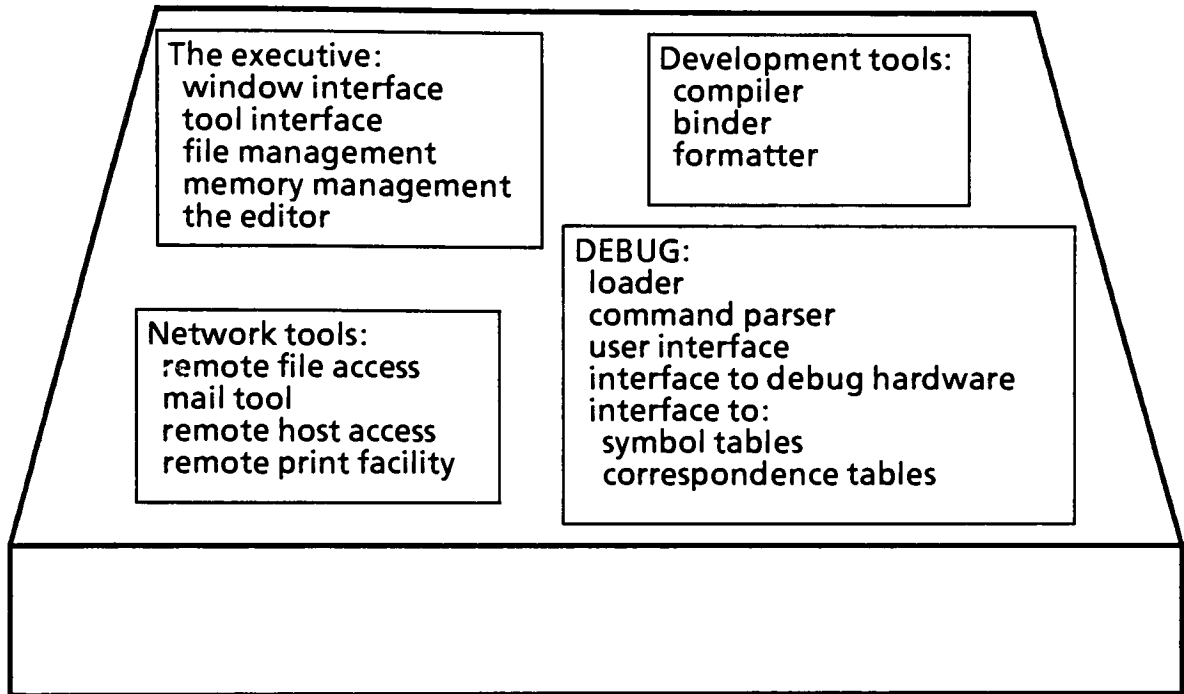 The executive:
window interface
tool interface
file management
memory management
the editor
Development tools:
compiler
binder
formatter
Network tools:
remote file access
mail tool
remote host access
remote print facility
DEBUG:
loader
command parser
user interface
interface to debug hardware
interface to:
symbol tables
correspondence tables